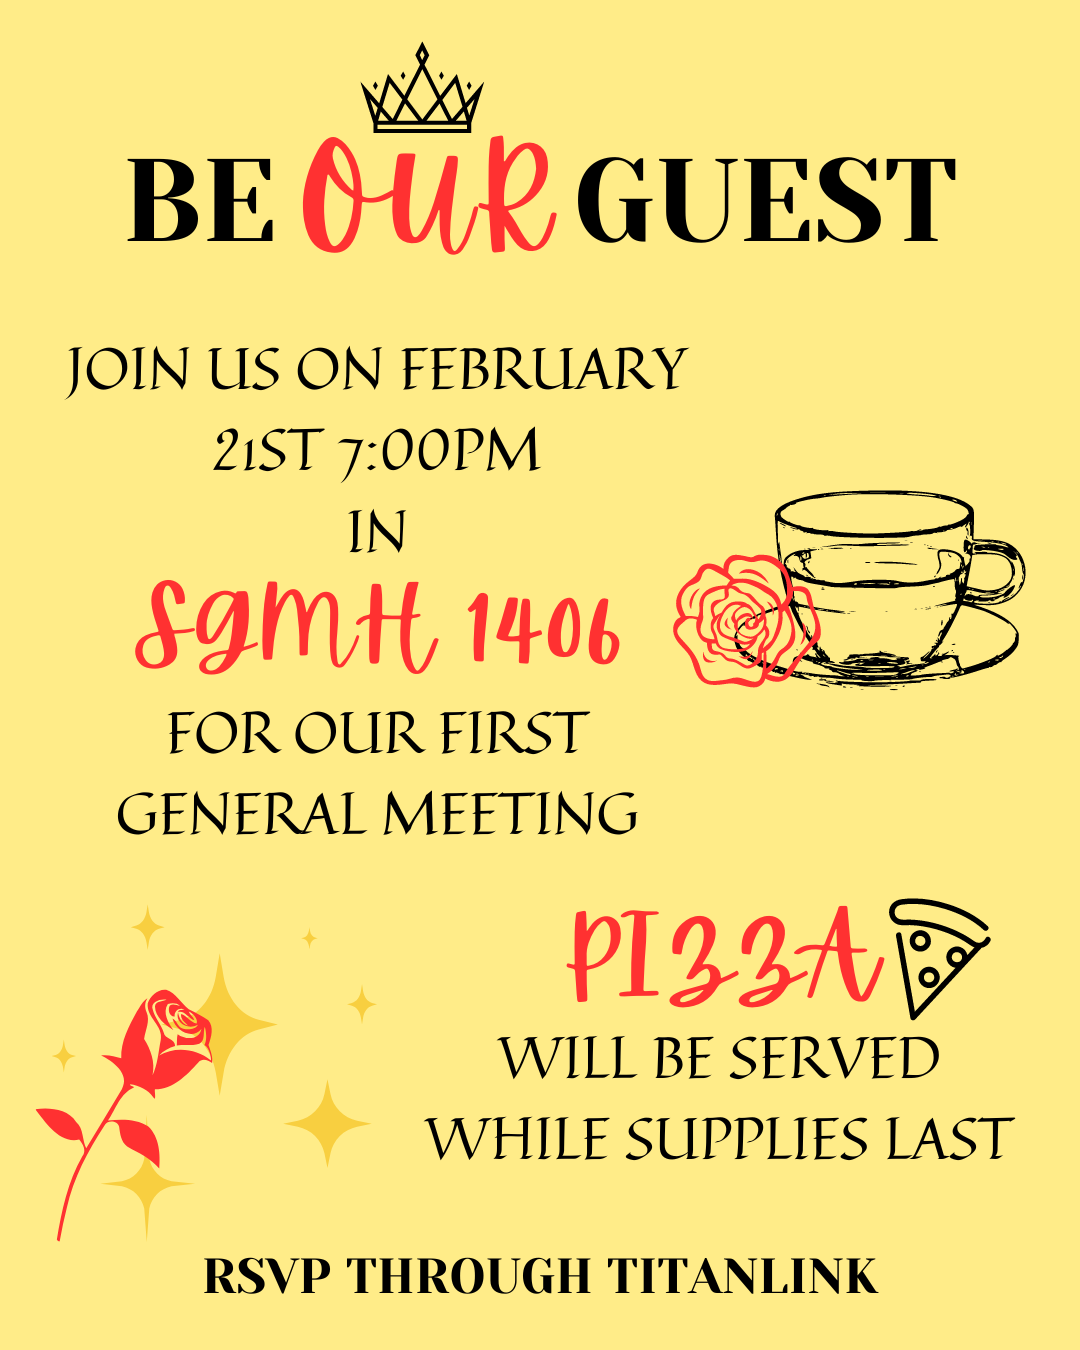 BE OUR GUEST
JOIN US ON FEBRUARY
21ST 7:00PM
IN
SgMH 1406
FOR OUR FIRST
GENERAL MEETING
PIZZA
WILL BE SERVED
WHILE SUPPLIES LAST
RSVP THROUGH TITANLINK